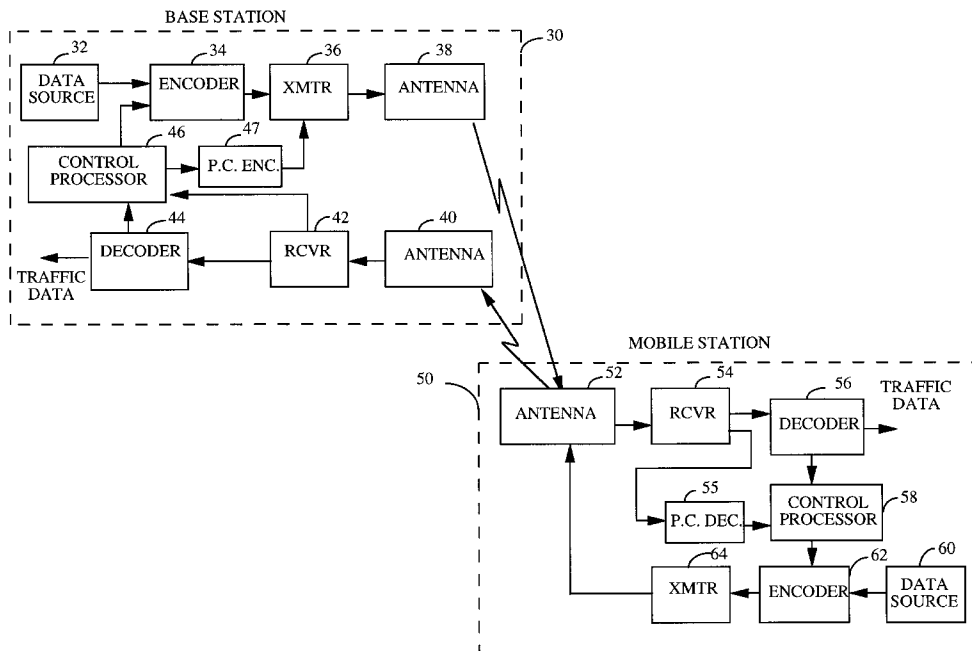 BASE STATION
30
32
34
36
38
DATA
SOURCE
ENCODER
XMTR
ANTENNA
46
47
CONTROL
PROCESSOR
P.C. ENC.
44
42
40
DECODER
RCVR
ANTENNA
TRAFFIC
DATA
MOBILE STATION
50
52
54
56
TRAFFIC
DATA
ANTENNA
RCVR
DECODER
55
58
P.C. DEC.
CONTROL
PROCESSOR
64
62
60
XMTR
ENCODER
DATA
SOURCE